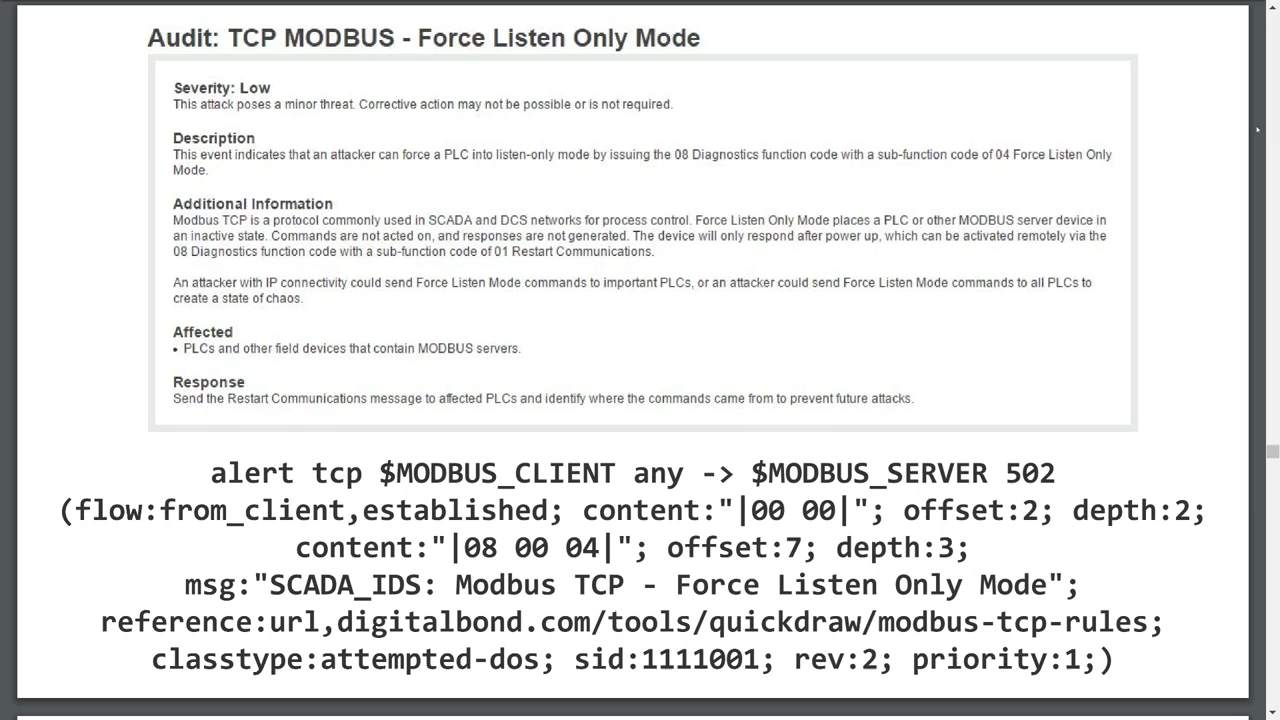 Audit: TCP MODBUS - Force Listen Only Mode
Severity: Low
This attack poses a minor threat. Corrective action may not be possible or is not required.
Description
This event indicates that an attacker can force a PLC into listen-only mode by issuing the 08 Diagnostics function code with a sub-function code of 04 Force Listen Only
Mode.
Additional Information
Modbus TCP is a protocol commonly used in SCADA and DCS networks for process control. Force Listen Only Mode places a PLC or other MODBUS server device in
an inactive state. Commands are not acted on, and responses are not generated. The device will only respond after power up, which can be activated remotely via the
08 Diagnostics function code with a sub-function code of 01 Restart Communications.
An attacker with IP connectivity could send Force Listen Mode commands to important PLCs, or an attacker could send Force Listen Mode commands to all PLCs to
create a state of chaos.
Affected
• PLCs and other field devices that contain MODBUS servers.
Response
Send the Restart Communications message to affected PLCs and identify where the commands came from to prevent future attacks.
alert tcp $MODBUS_CLIENT any -> $MODBUS_SERVER 502
(flow:from_client,established; content:"|00 00|"; offset:2; depth:2;
content:"|08 00 04|"; offset:7; depth:3;
msg:"SCADA_IDS: Modbus TCP - Force Listen Only Mode";
reference:url,digitalbond.com/tools/quickdraw/modbus-tcp-rules;
classtype:attempted-dos; sid:1111001; rev:2; priority:1;)